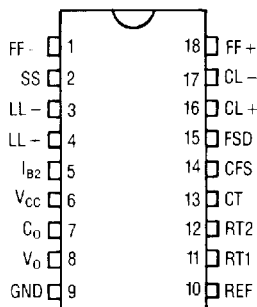 FF- 1 18 FF+
SS 2 17 CL-
LL- 3 16 CL+
LL- 4 15 FSD
IB2 5 14 CFS
VCC 6 13 CT
CO 7 12 RT2
VO 8 11 RT1
GND 9 10 REF